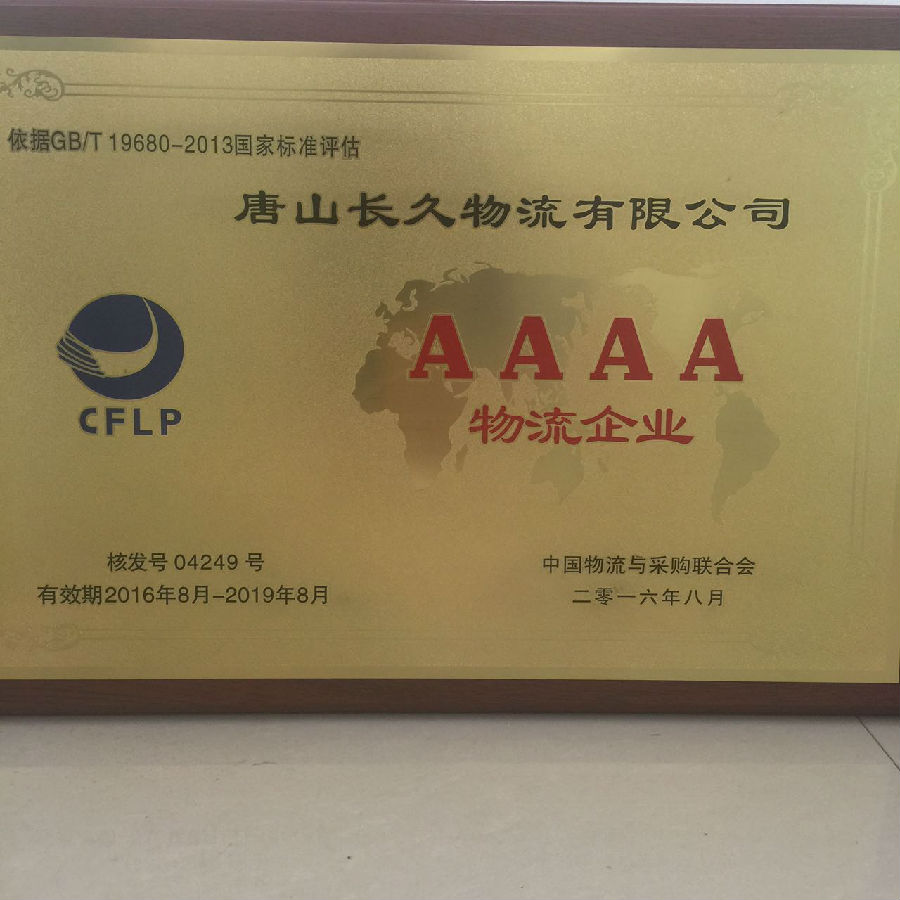 依据GB/T 19680-2013国家标准评估
唐山长久物流有限公司
AAAA
物流企业
CFLP
核发号 04249 号
有效期2016年8月-2019年8月
中国物流与采购联合会
二零一六年八月